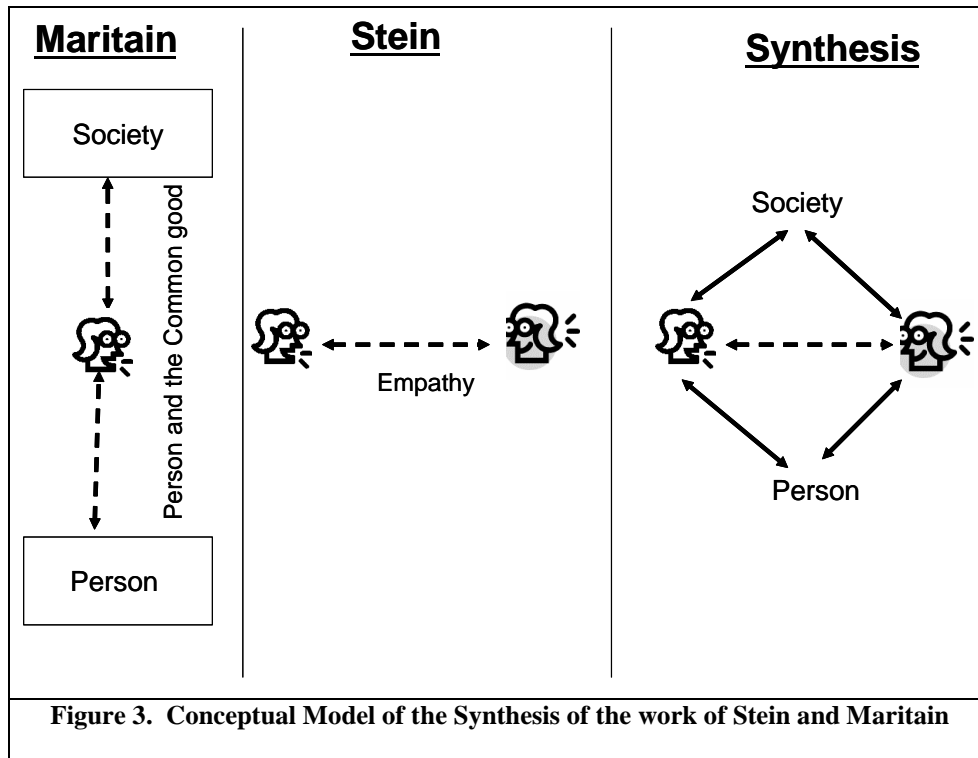 Maritain
Society
Person and the Common good
Person
Stein
Empathy
Synthesis
Society
Person
Figure 3. Conceptual Model of the Synthesis of the work of Stein and Maritain